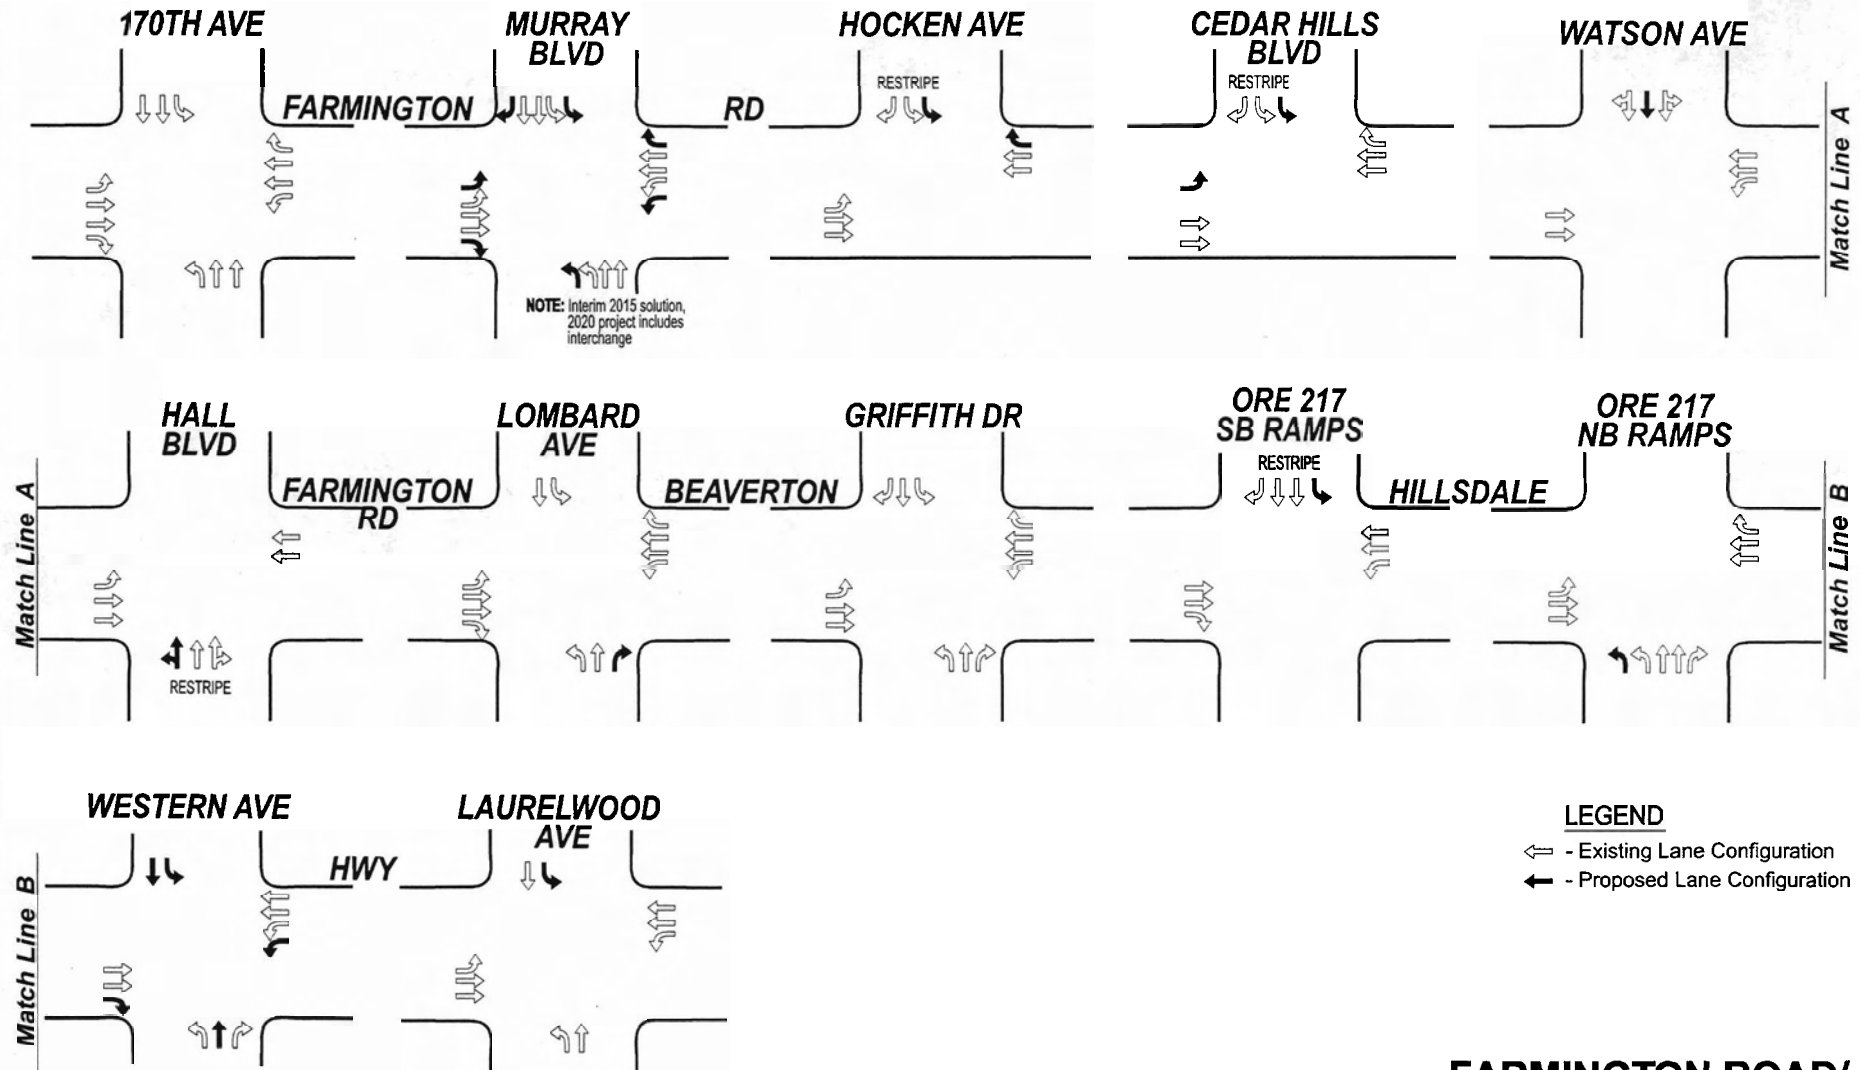 170TH AVE
MURRAY
BLVD
HOCKEN AVE
CEDAR HILLS
BLVD
WATSON AVE
RESTRIPE
RESTRIPE
FARMINGTON
RD
Match Line A
NOTE: Interim 2015 solution,
2020 project includes
interchange
HALL
BLVD
LOMBARD
AVE
GRIFFITH DR
ORE 217
SB RAMPS
ORE 217
NB RAMPS
RESTRIPE
Match Line A
FARMINGTON
RD
BEAVERTON
HILLSDALE
Match Line B
RESTRIPE
WESTERN AVE
LAURELWOOD
AVE
HWY
Match Line B
LEGEND
- Existing Lane Configuration
- Proposed Lane Configuration
FARMINGTON ROAD/